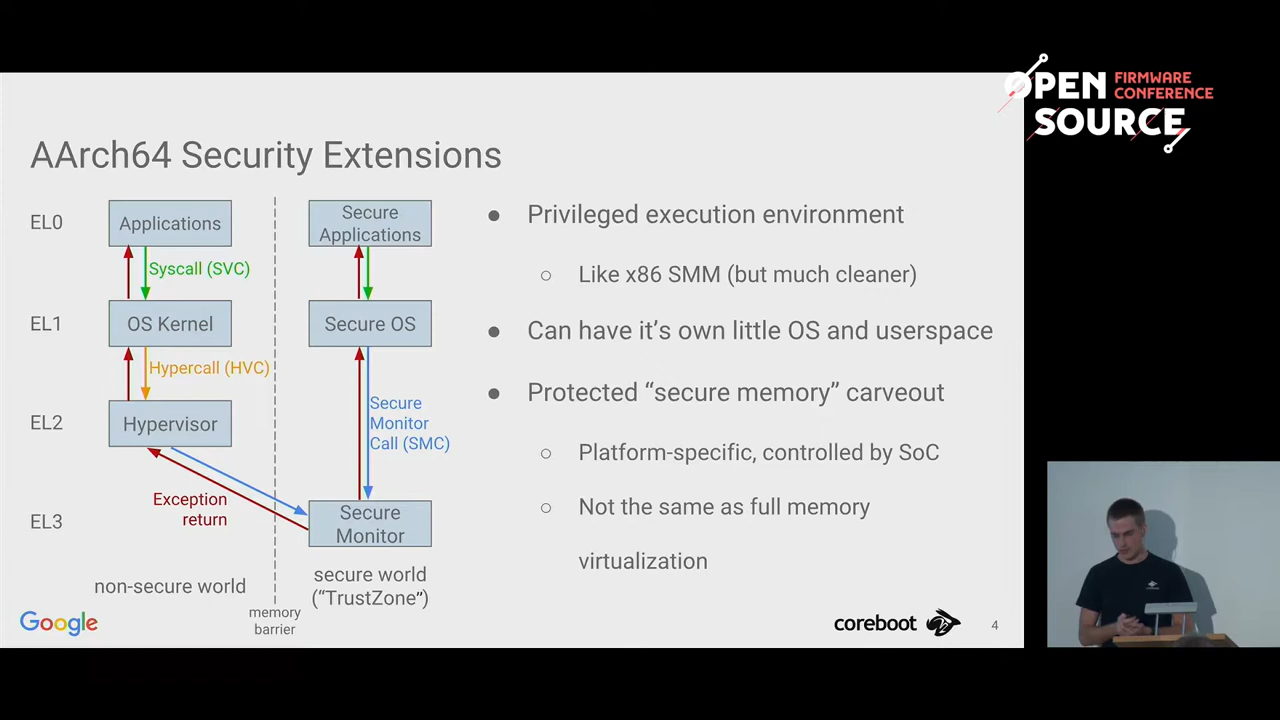 OPEN
FIRMWARE
CONFERENCE
SOURCE
AArch64 Security Extensions
EL0
Applications
Secure
Applications
Syscall (SVC)
EL1
OS Kernel
Secure OS
Hypercall (HVC)
EL2
Hypervisor
Secure
Monitor
Call (SMC)
Exception
return
EL3
Secure
Monitor
non-secure world
secure world
(“TrustZone”)
memory
barrier
● Privileged execution environment
○ Like x86 SMM (but much cleaner)
● Can have it’s own little OS and userspace
● Protected “secure memory” carveout
○ Platform-specific, controlled by SoC
○ Not the same as full memory
virtualization
Google
coreboot
4